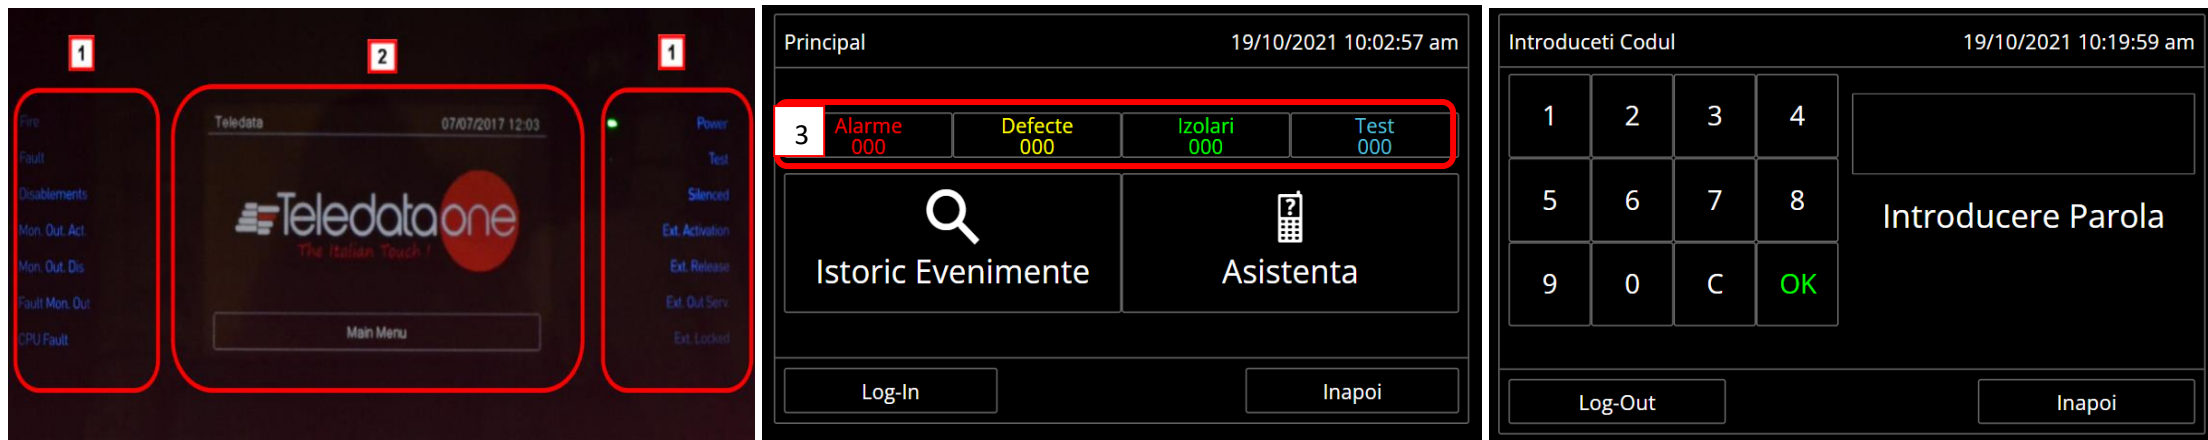 1
2
1
Fire
Fault
Disablements
Mon. Out. Act.
Mon. Out. Dis
Fault Mon. Out
CPU Fault
Teledata 07/07/2017 12:03
Teledata one
The Italian Touch !
Main Menu
Power
Test
Silenced
Ext. Activation
Ext. Release
Ext. Out Serv.
Ext. Locked
Principal 19/10/2021 10:02:57 am
3
Alarme Defecte Izolari Test
000 000 000 000
?
Istoric Evenimente Asistenta
Log-In Inapoi
Introduceti Codul 19/10/2021 10:19:59 am
1 2 3 4
5 6 7 8
9 0 C OK
Introducere Parola
Log-Out Inapoi